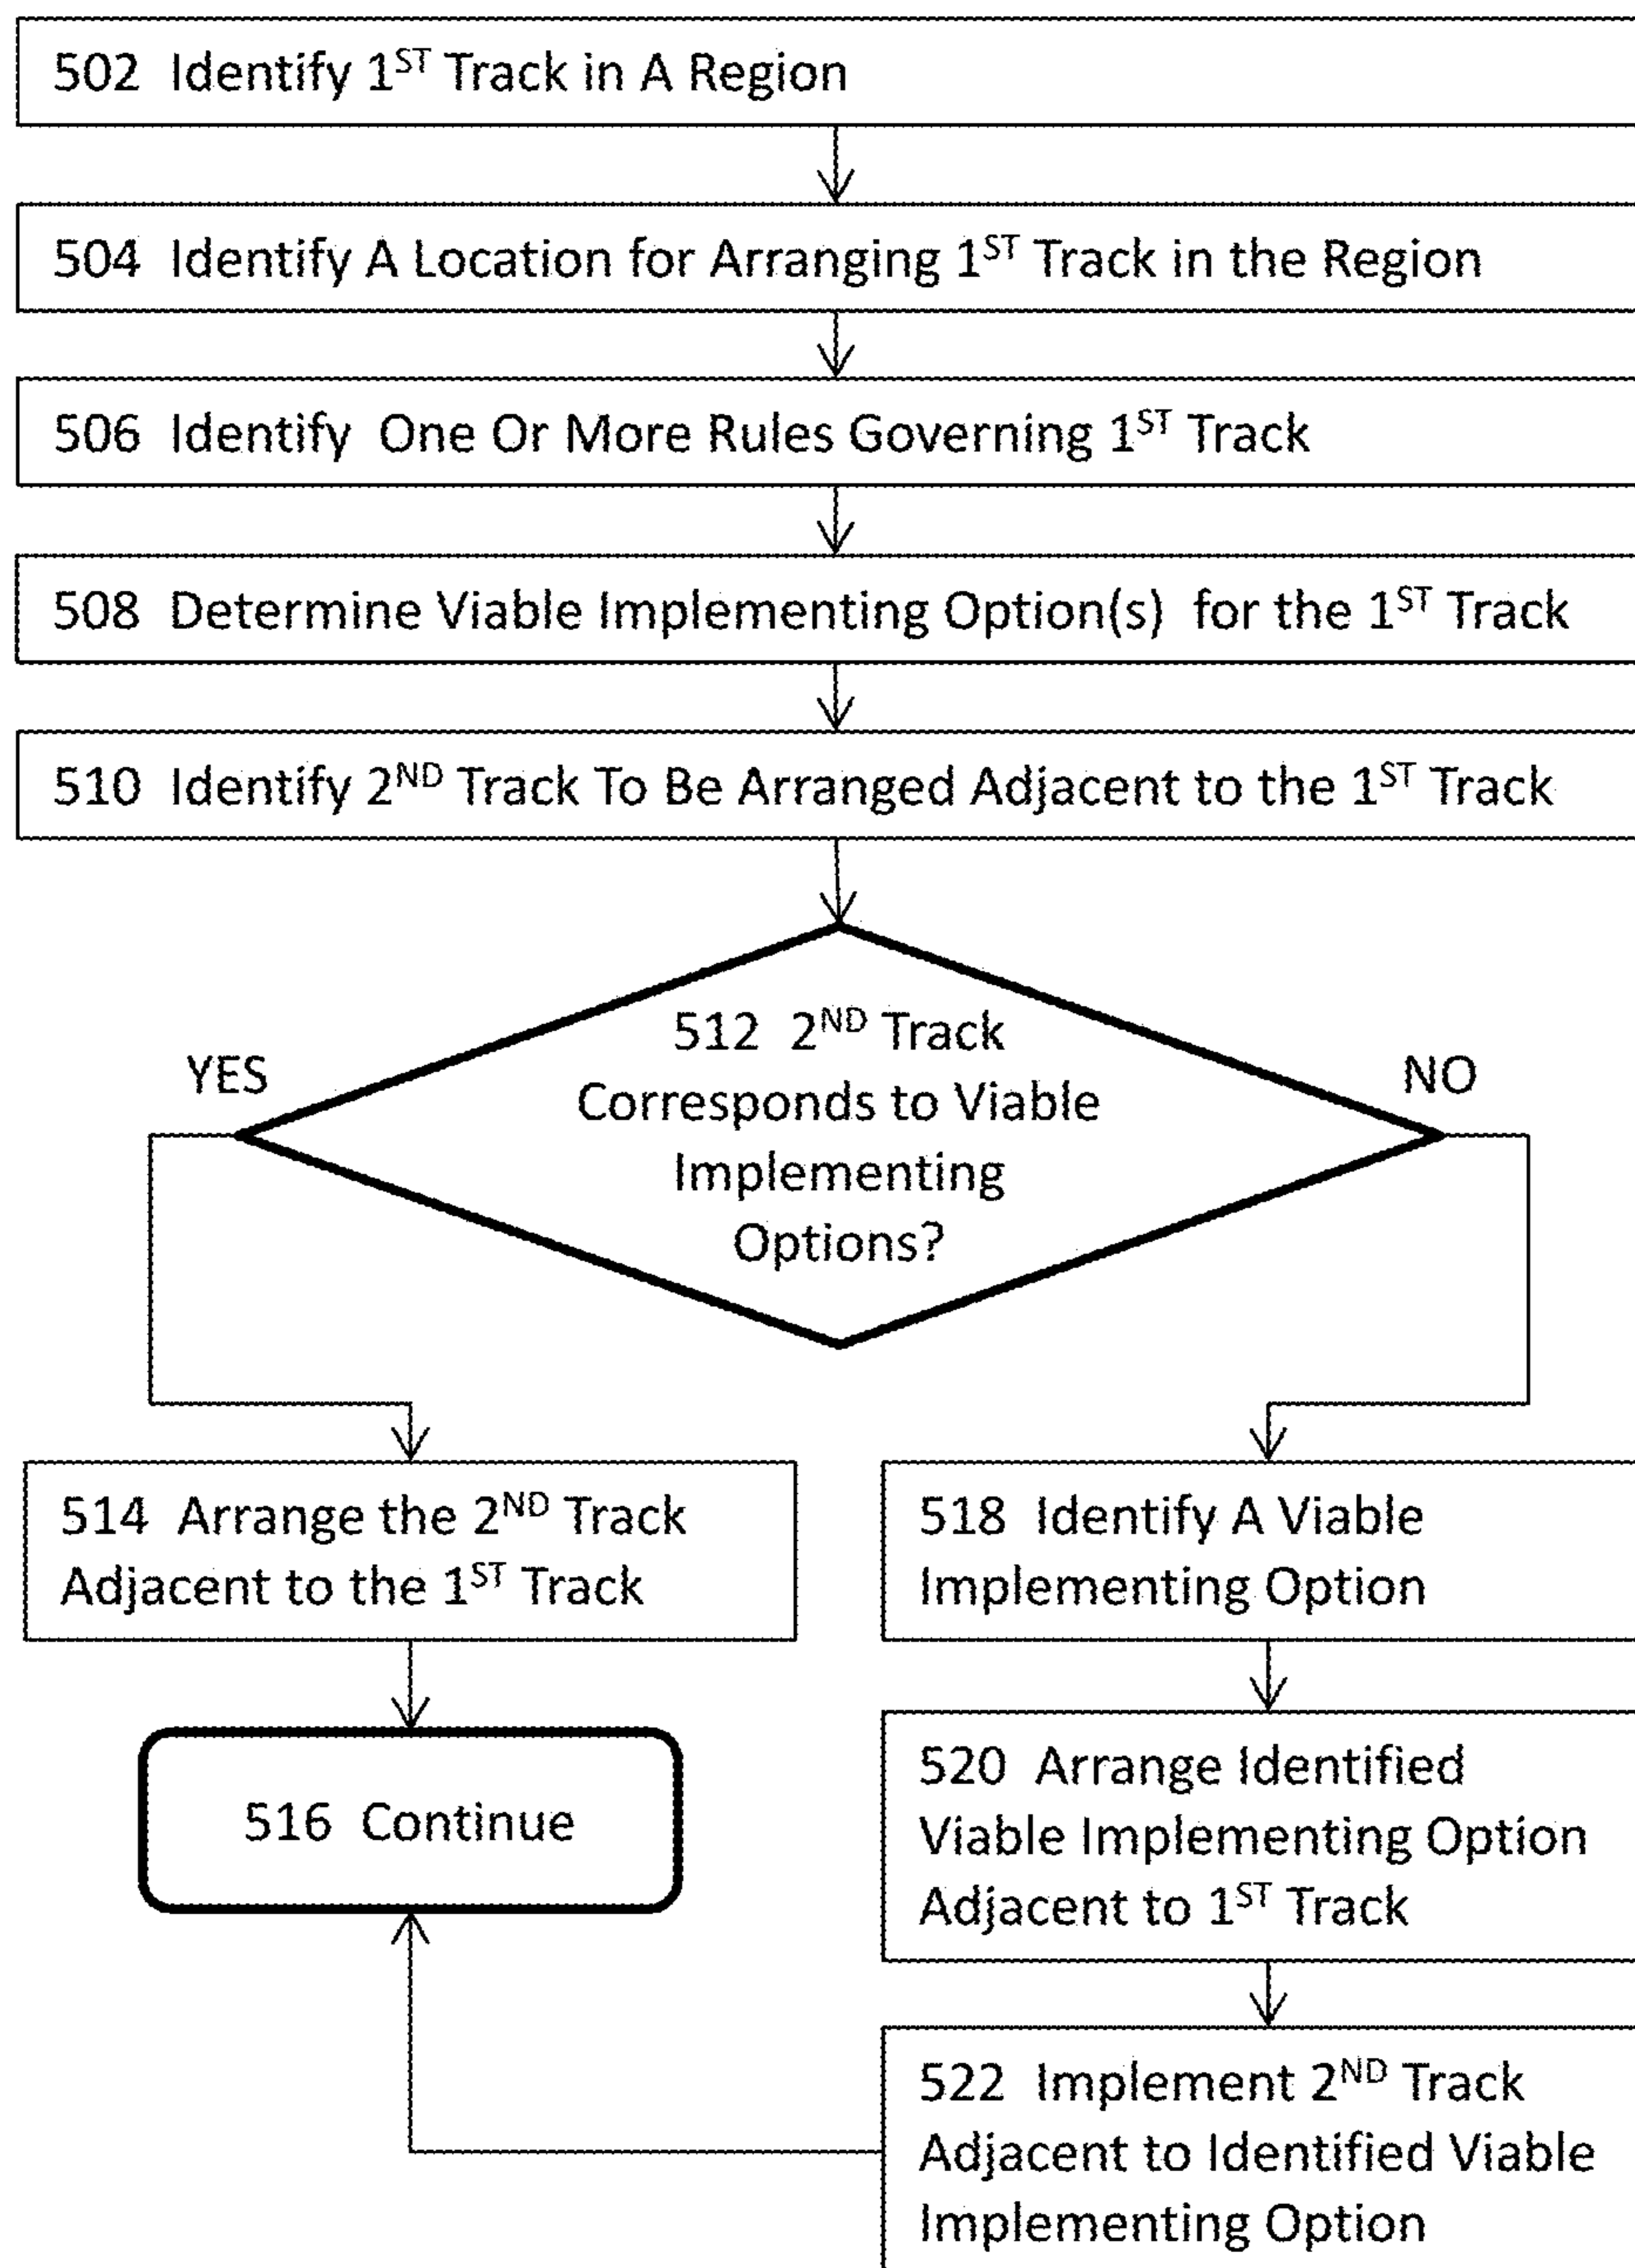 502 Identify 1ST Track in A Region
504 Identify A Location for Arranging 1ST Track in the Region
506 Identify One Or More Rules Governing 1ST Track
508 Determine Viable Implementing Option(s) for the 1ST Track
510 Identify 2ND Track To Be Arranged Adjacent to the 1ST Track
512 2ND Track
Corresponds to Viable
Implementing
Options?
YES
NO
514 Arrange the 2ND Track
Adjacent to the 1ST Track
516 Continue
518 Identify A Viable
Implementing Option
520 Arrange Identified
Viable Implementing Option
Adjacent to 1ST Track
522 Implement 2ND Track
Adjacent to Identified Viable
Implementing Option